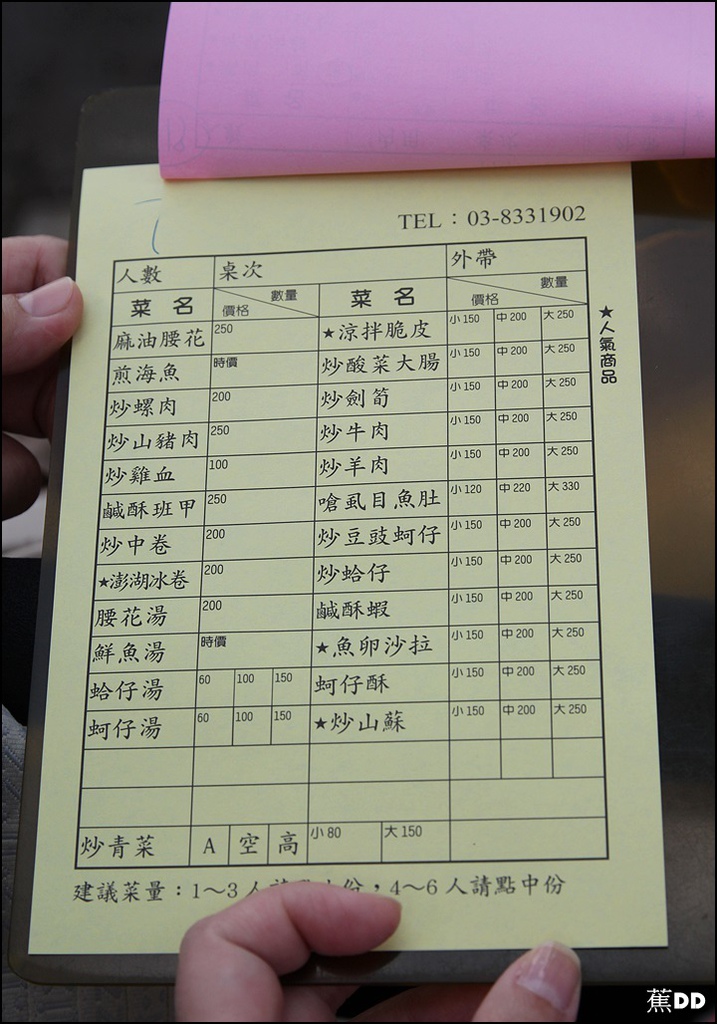 TEL：03-8331902
人數 桌次 外帶
菜名 價格 數量 菜名 價格 數量
麻油腰花 250 ★涼拌脆皮 小150 中200 大250
煎海魚 時價 炒酸菜大腸 小150 中200 大250
炒螺肉 200 炒劍筍 小150 中200 大250
炒山豬肉 250 炒牛肉 小150 中200 大250
炒雞血 100 炒羊肉 小150 中200 大250
鹹酥班甲 250 嗆虱目魚肚 小120 中220 大330
炒中卷 200 炒豆豉蚵仔 小150 中200 大250
★澎湖冰卷 200 炒蛤仔 小150 中200 大250
腰花湯 200 鹹酥蝦 小150 中200 大250
鮮魚湯 時價 ★魚卵沙拉 小150 中200 大250
蛤仔湯 60 100 150 蚵仔酥 小150 中200 大250
蚵仔湯 60 100 150 ★炒山蘇 小150 中200 大250
炒青菜 A 空 高 小80 大150
建議菜量：1～3人 份，4～6人請點中份
★人氣商品
蕉DD